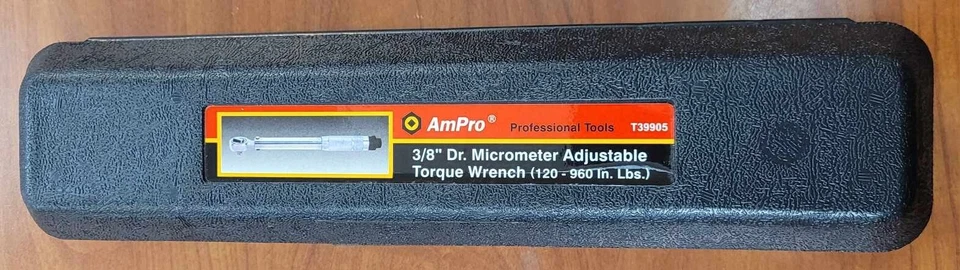 AmPro® Professional Tools T39905
3/8" Dr. Micrometer Adjustable
Torque Wrench (120 - 960 In. Lbs.)